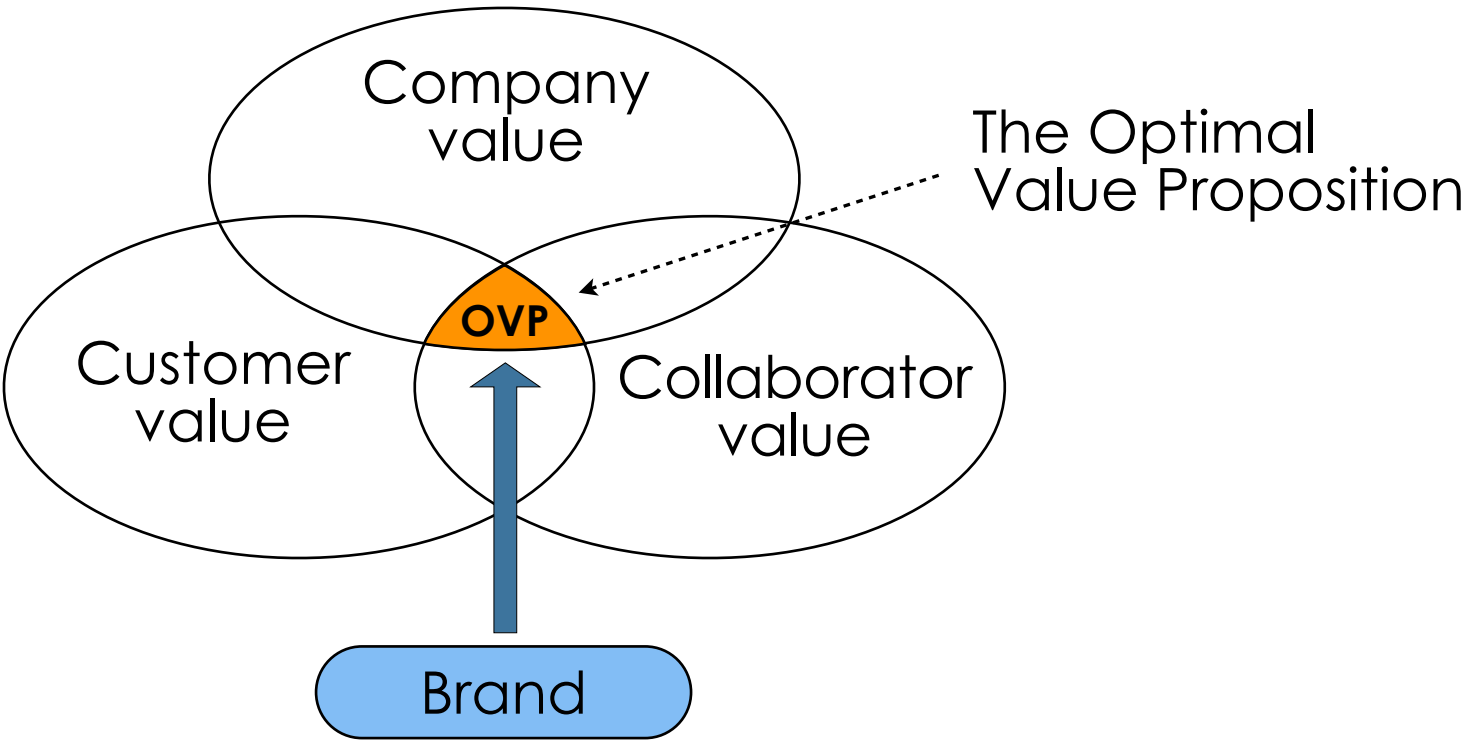 Company
value
The Optimal
Value Proposition
OVP
Customer
value
Collaborator
value
Brand